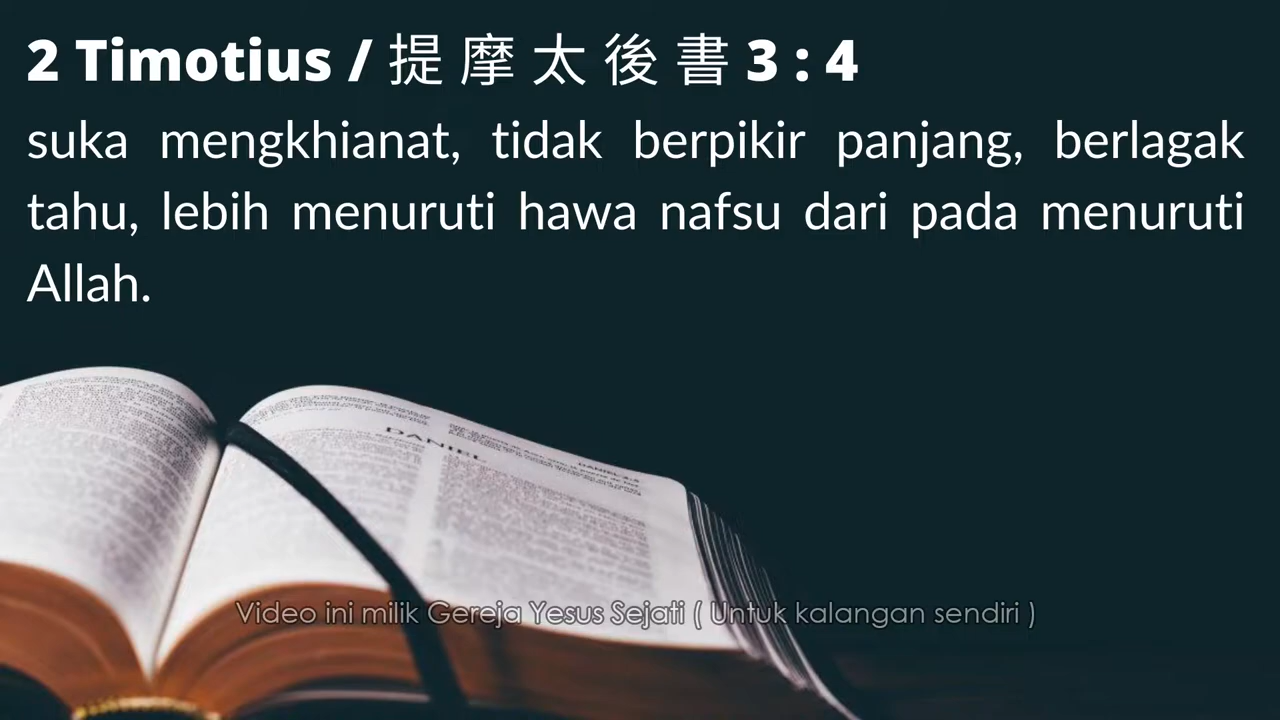 2 Timotius / 提摩太後書 3 : 4
suka mengkhianat, tidak berpikir panjang, berlagak
tahu, lebih menuruti hawa nafsu dari pada menuruti
Allah.
DANIEL
Video ini milik Gereja Yesus Sejati ( Untuk kalangan sendiri )